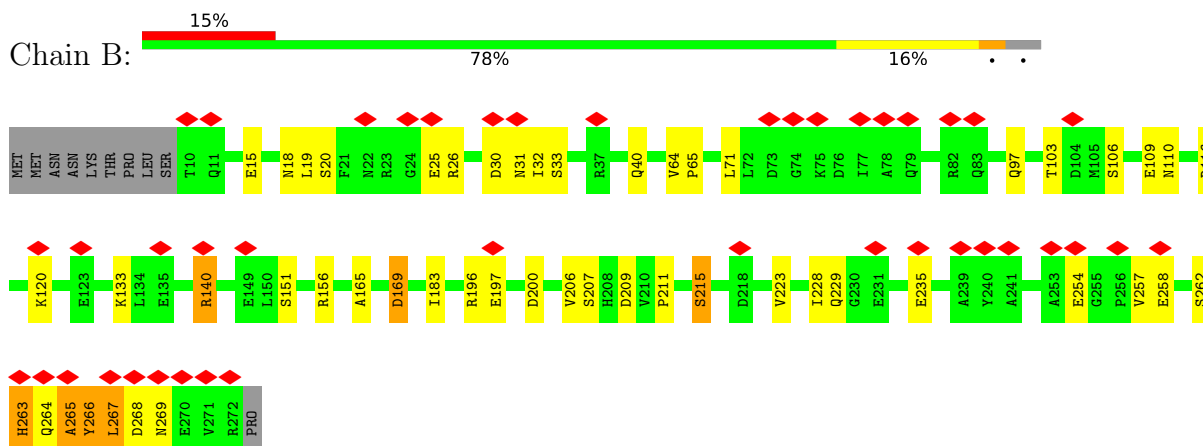 15%
Chain B:
78% 16% • •
MET MET ASN ASN LYS THR PRO LEU SER T10 Q11 E15 N18 L19 S20 F21 N22 R23 G24 E25 R26 D30 N31 I32 S33 R37 Q40 V64 P65 L71 L72 D73 G74 K75 D76 I77 A78 Q79 R82 Q83 Q97 T103 D104 M105 S106 E109 N110
K120 E123 K133 L134 E135 R140 E149 L150 S151 R156 A165 D169 I183 R196 E197 D200 V206 S207 H208 D209 V210 P211 S215 D218 V223 I228 Q229 G230 E231 E235 A239 Y240 A241 A253 E254 G255 P256 V257 E258 S262
H263 Q264 A265 Y266 L267 D268 N269 E270 V271 R272 PRO